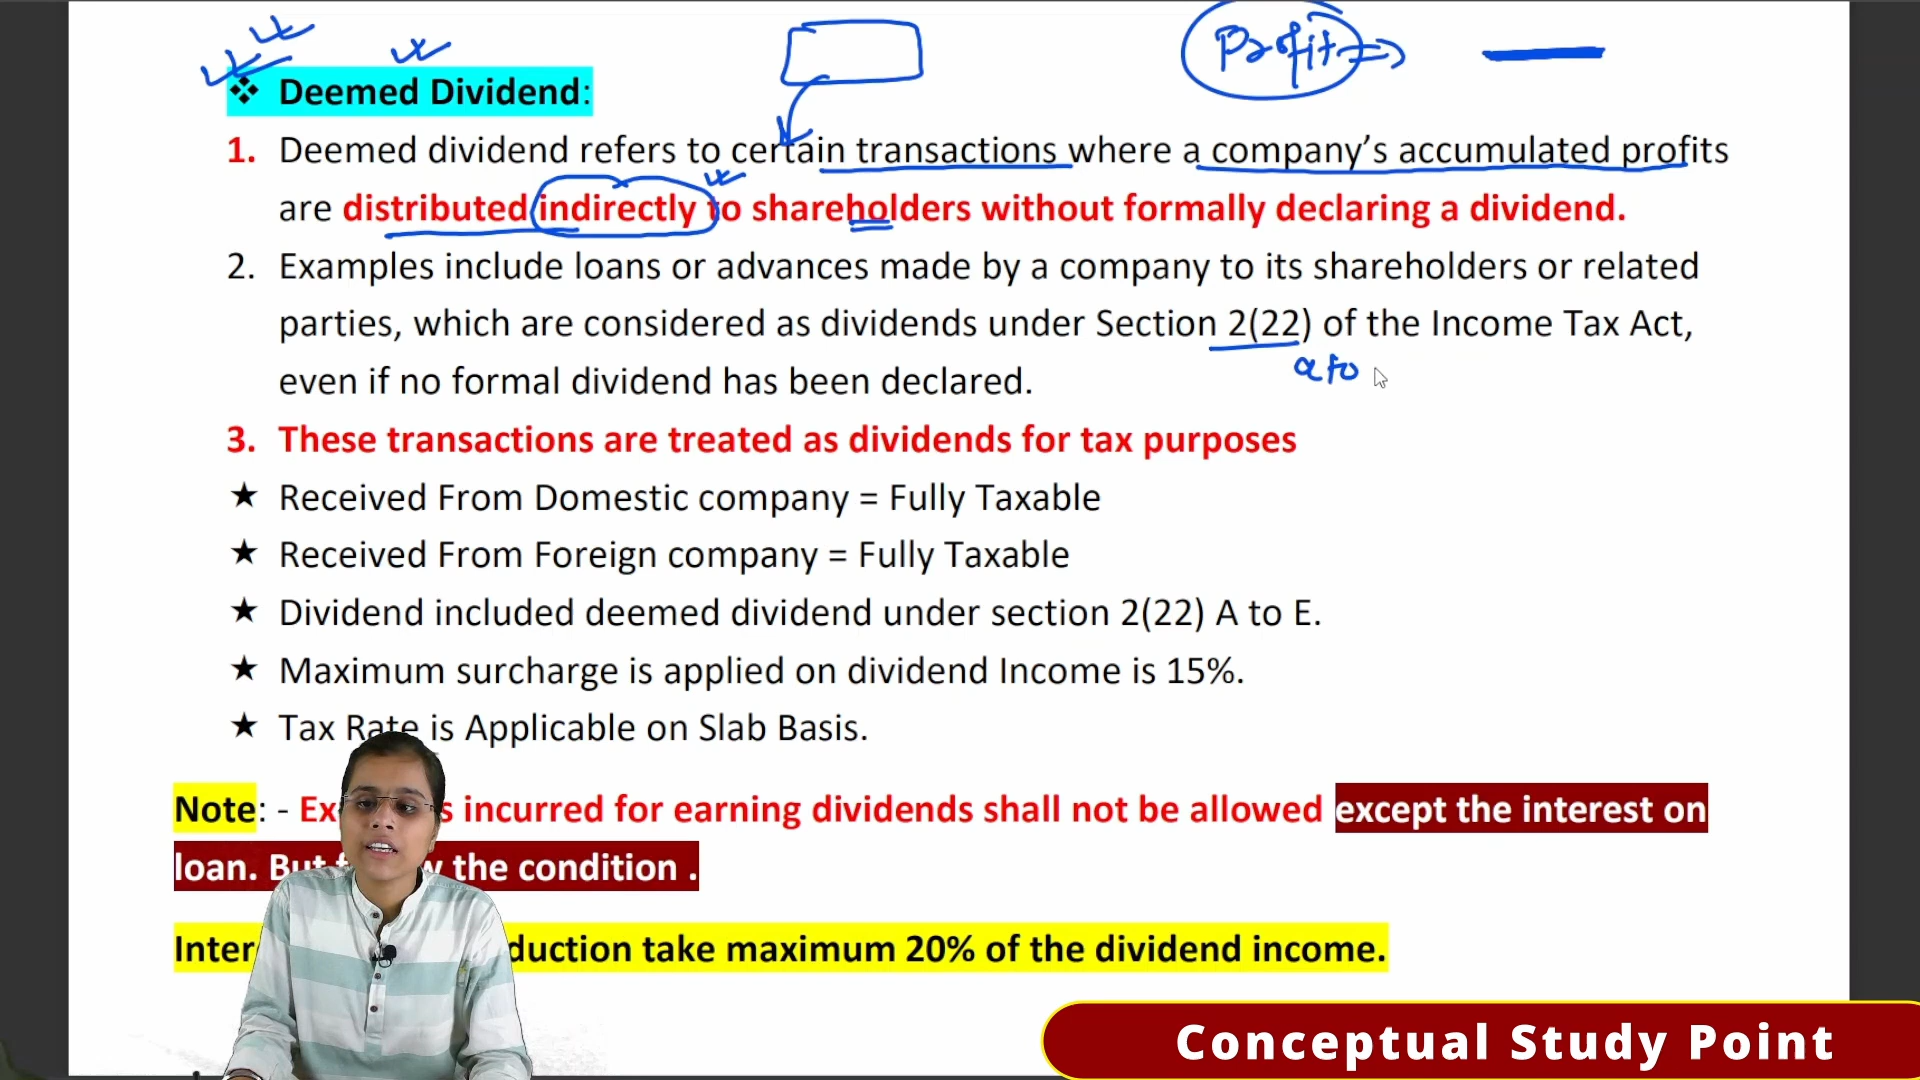 Profit ⇒
❖ Deemed Dividend:
1. Deemed dividend refers to certain transactions where a company's accumulated profits
are distributed indirectly to shareholders without formally declaring a dividend.
2. Examples include loans or advances made by a company to its shareholders or related
parties, which are considered as dividends under Section 2(22) of the Income Tax Act,
a to
even if no formal dividend has been declared.
3. These transactions are treated as dividends for tax purposes
★ Received From Domestic company = Fully Taxable
★ Received From Foreign company = Fully Taxable
★ Dividend included deemed dividend under section 2(22) A to E.
★ Maximum surcharge is applied on dividend Income is 15%.
★ Tax Rate is Applicable on Slab Basis.
Note: - incurred for earning dividends shall not be allowed except the interest on
loan. But the condition .
take maximum 20% of the dividend income.
Conceptual Study Point